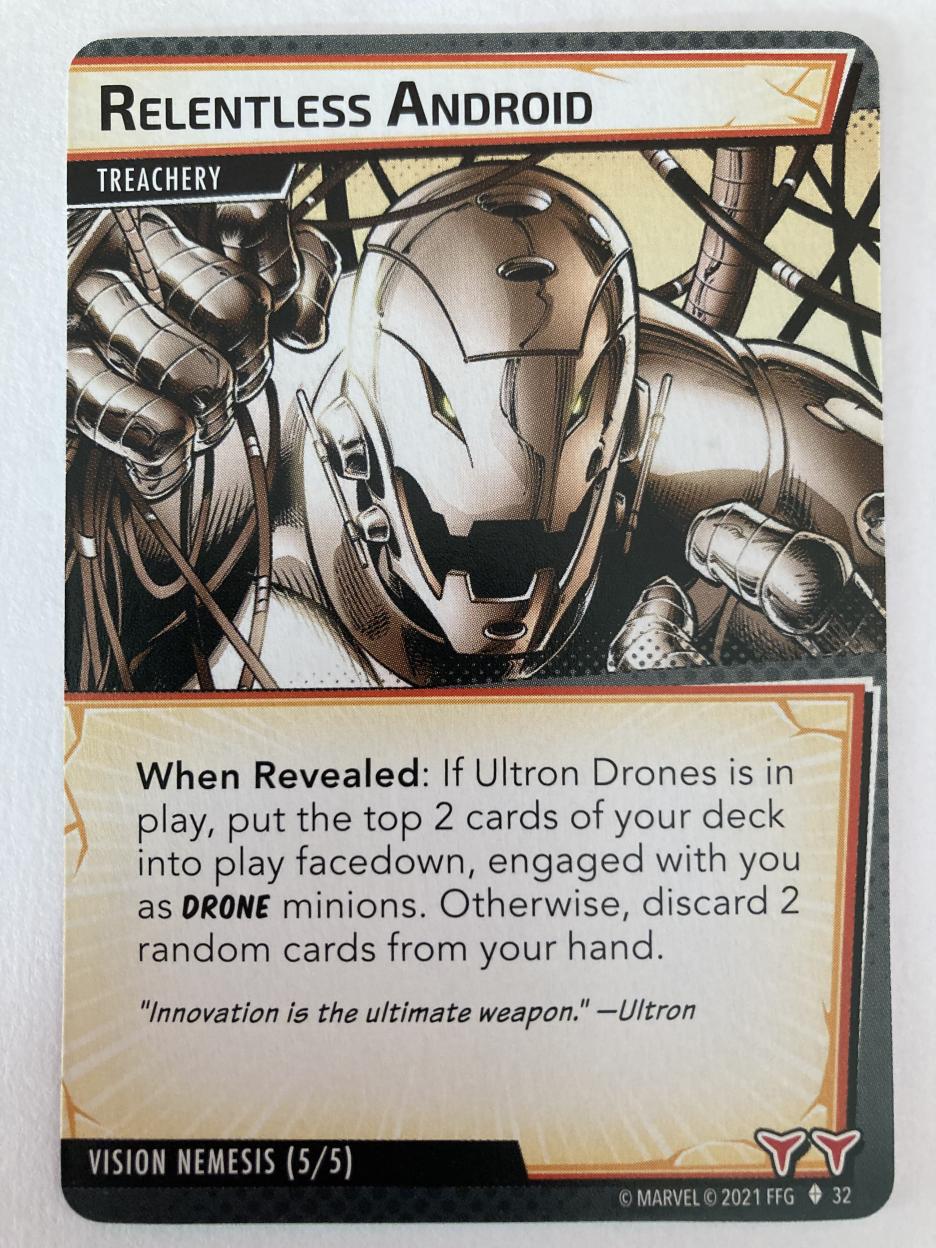 RELENTLESS ANDROID
TREACHERY
When Revealed: If Ultron Drones is in
play, put the top 2 cards of your deck
into play facedown, engaged with you
as DRONE minions. Otherwise, discard 2
random cards from your hand.
"Innovation is the ultimate weapon." —Ultron
VISION NEMESIS (5/5)
© MARVEL © 2021 FFG 32